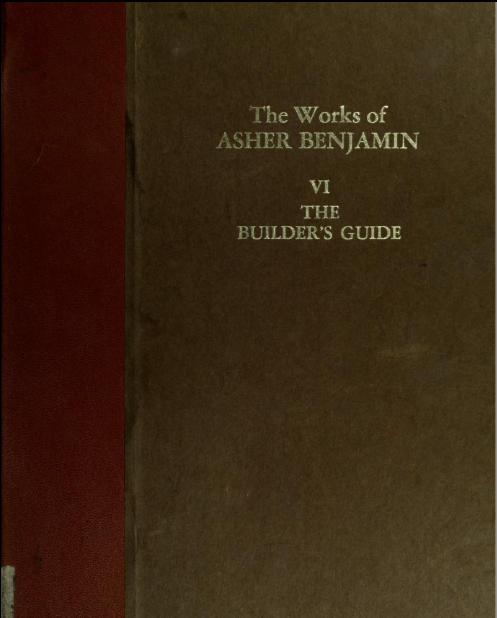 The Works of
ASHER BENJAMIN
VI
THE
BUILDER'S GUIDE